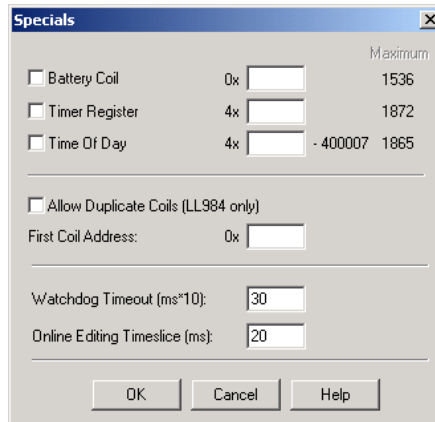 Specials
Maximum
Battery Coil 0x 1536
Timer Register 4x 1872
Time Of Day 4x - 400007 1865
Allow Duplicate Coils (LL984 only)
First Coil Address: 0x
Watchdog Timeout (ms*10): 30
Online Editing Timeslice (ms): 20
OK Cancel Help